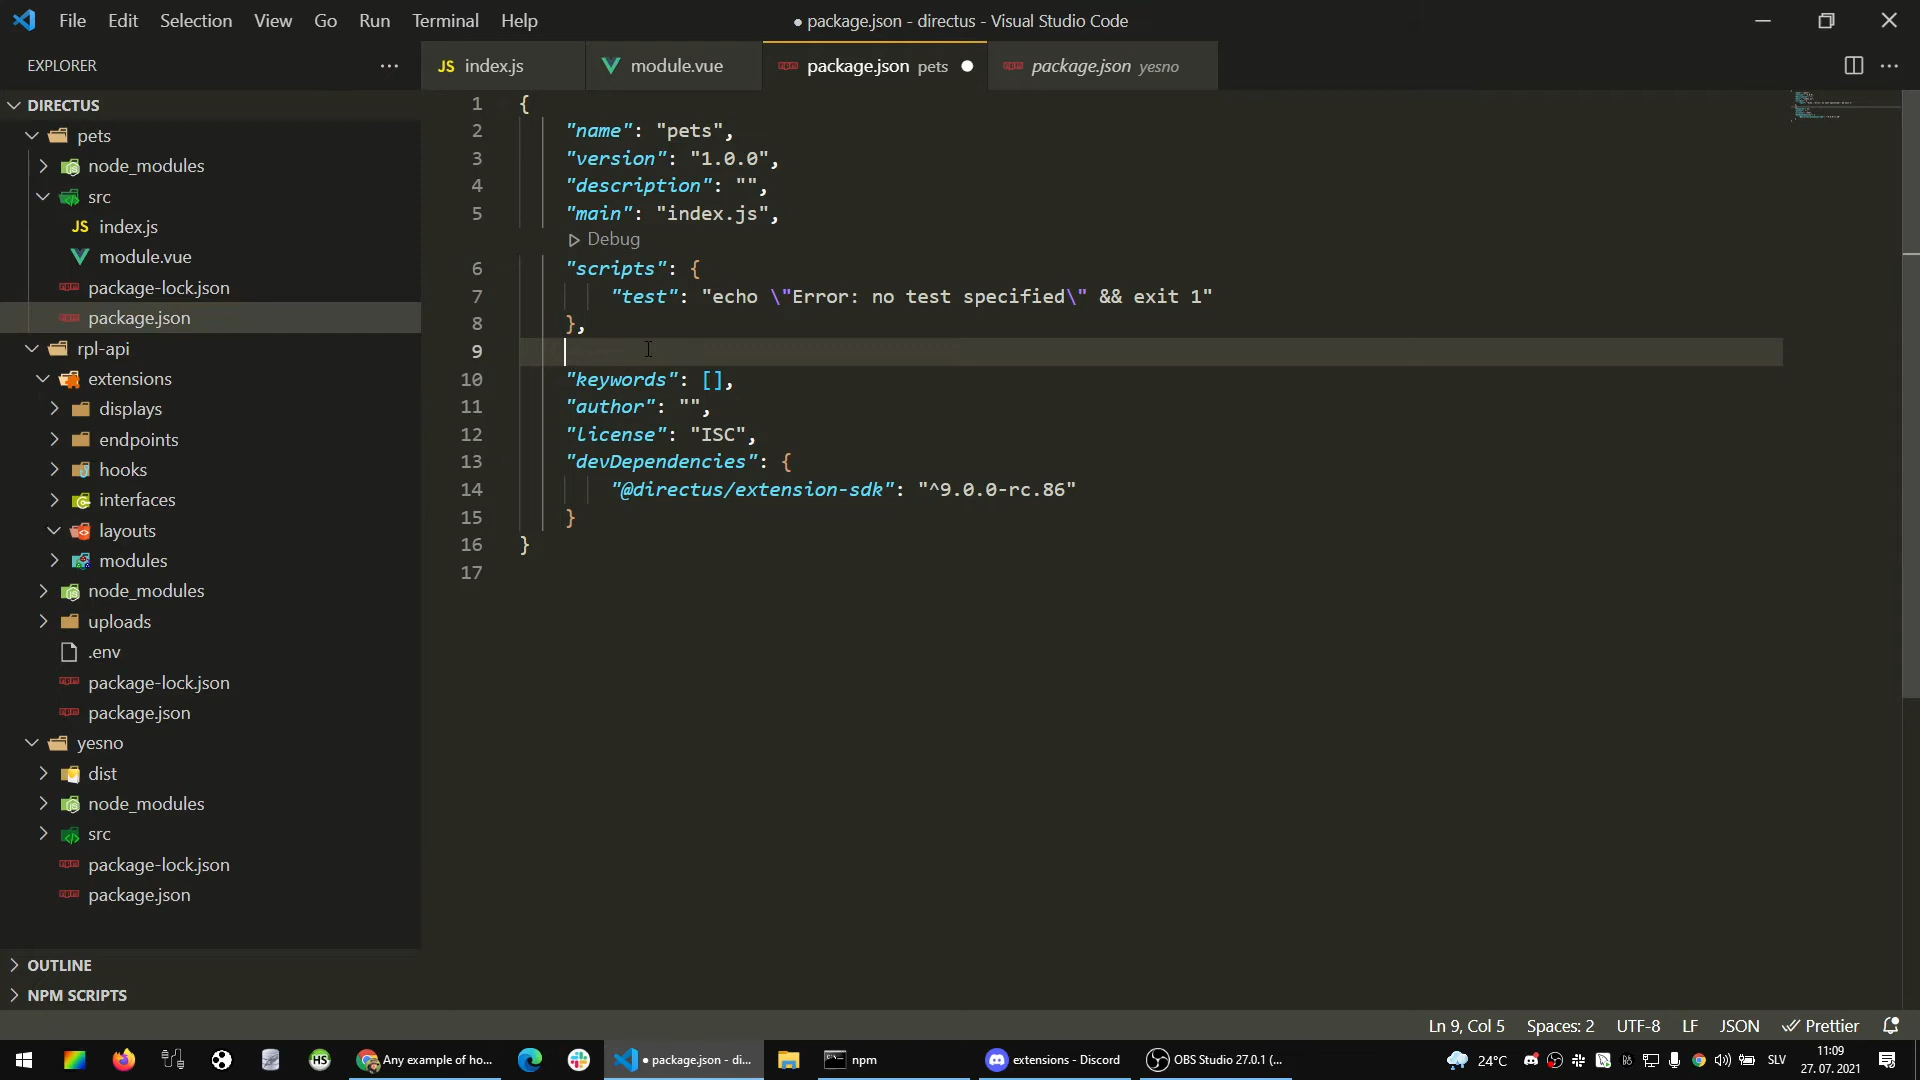 File Edit Selection View Go Run Terminal Help
● package.json - directus - Visual Studio Code
EXPLORER
JS index.js
module.vue
package.json pets
package.json yesno
DIRECTUS
pets
node_modules
src
JS index.js
module.vue
package-lock.json
package.json
rpl-api
extensions
displays
endpoints
hooks
interfaces
layouts
modules
node_modules
uploads
.env
package-lock.json
package.json
yesno
dist
node_modules
src
package-lock.json
package.json
OUTLINE
NPM SCRIPTS
1 {
2 "name": "pets",
3 "version": "1.0.0",
4 "description": "",
5 "main": "index.js",
Debug
6 "scripts": {
7 "test": "echo \"Error: no test specified\" && exit 1"
8 },
9
10 "keywords": [],
11 "author": "",
12 "license": "ISC",
13 "devDependencies": {
14 "@directus/extension-sdk": "^9.0.0-rc.86"
15 }
16 }
17
Ln 9, Col 5 Spaces: 2 UTF-8 LF JSON Prettier
HS
Any example of ho...
● package.json - di...
npm
extensions - Discord
OBS Studio 27.0.1 (...
24°C
SLV
11:09
27. 07. 2021